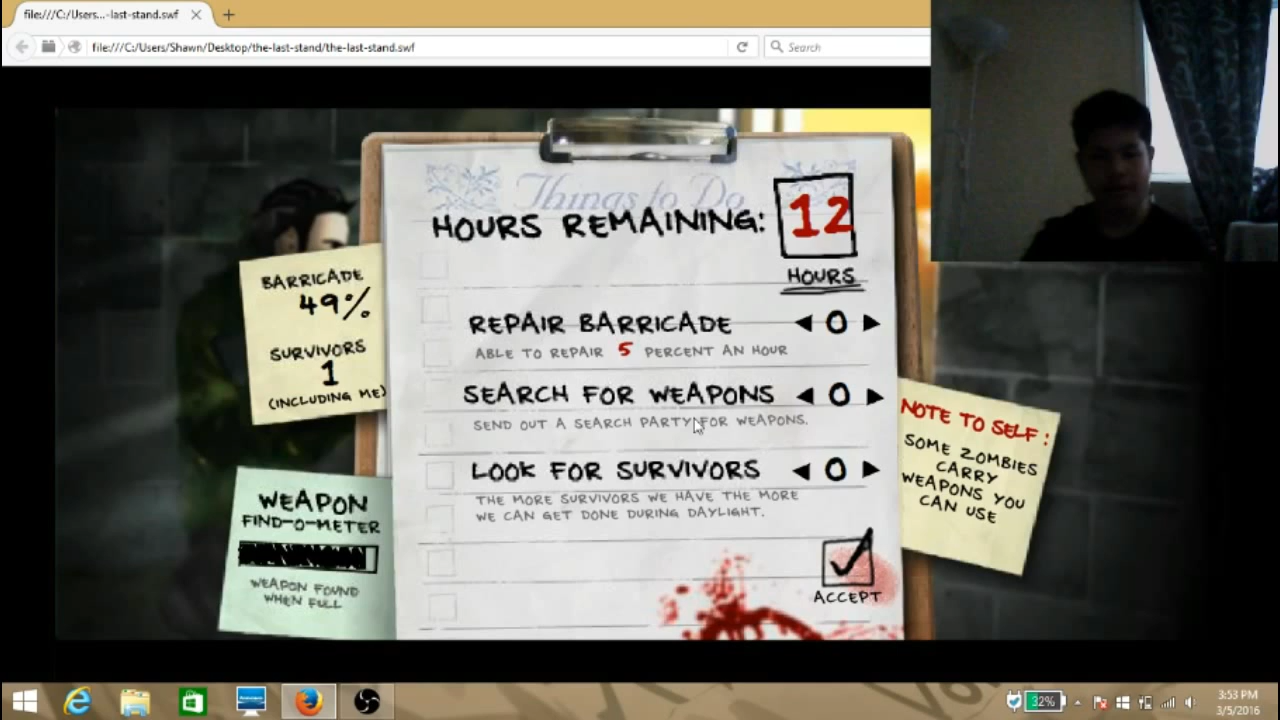 file:///C:/Users...-last-stand.swf
file:///C:/Users/Shawn/Desktop/the-last-stand/the-last-stand.swf
Search
Things to Do
HOURS REMAINING: 12
HOURS
BARRICADE
49%
SURVIVORS
1
(INCLUDING ME)
REPAIR BARRICADE 0
ABLE TO REPAIR 5 PERCENT AN HOUR
SEARCH FOR WEAPONS 0
SEND OUT A SEARCH PARTY FOR WEAPONS.
LOOK FOR SURVIVORS 0
THE MORE SURVIVORS WE HAVE THE MORE
WE CAN GET DONE DURING DAYLIGHT.
ACCEPT
WEAPON
FIND-O-METER
WEAPON FOUND
WHEN FULL
NOTE TO SELF:
SOME ZOMBIES
CARRY
WEAPONS YOU
CAN USE
32%
3:53 PM
3/5/2016